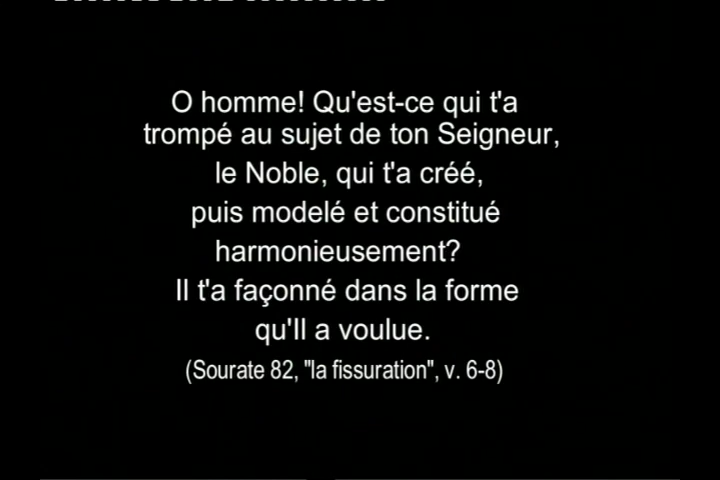 O homme! Qu'est-ce qui t'a
trompé au sujet de ton Seigneur,
le Noble, qui t'a créé,
puis modelé et constitué
harmonieusement?
Il t'a façonné dans la forme
qu'Il a voulue.
(Sourate 82, "la fissuration", v. 6-8)